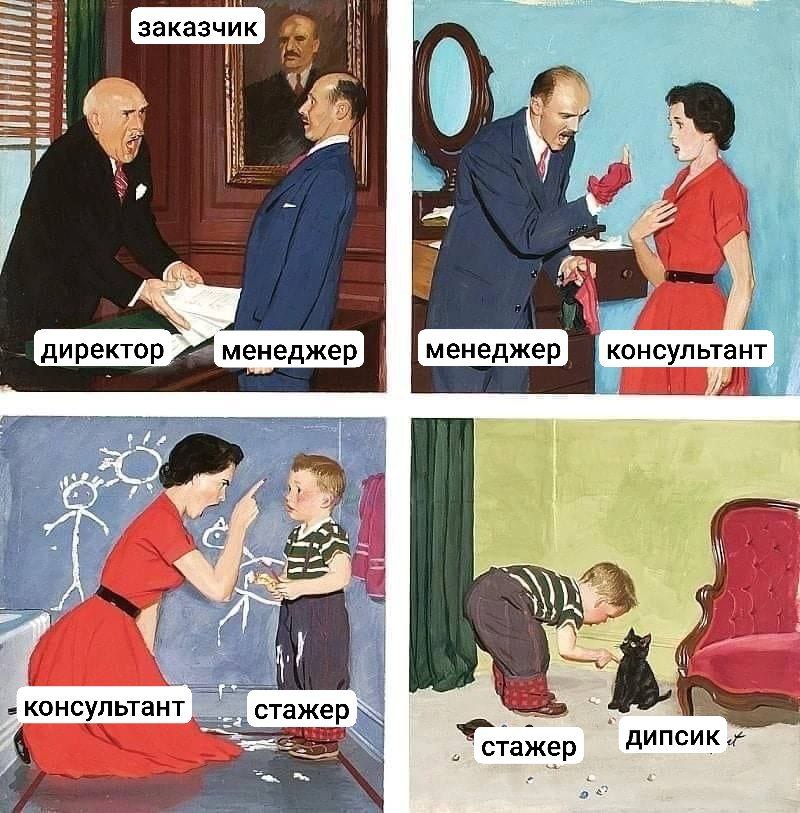 заказчик
директор
менеджер
менеджер
консультант
консультант
стажер
стажер
дипсик